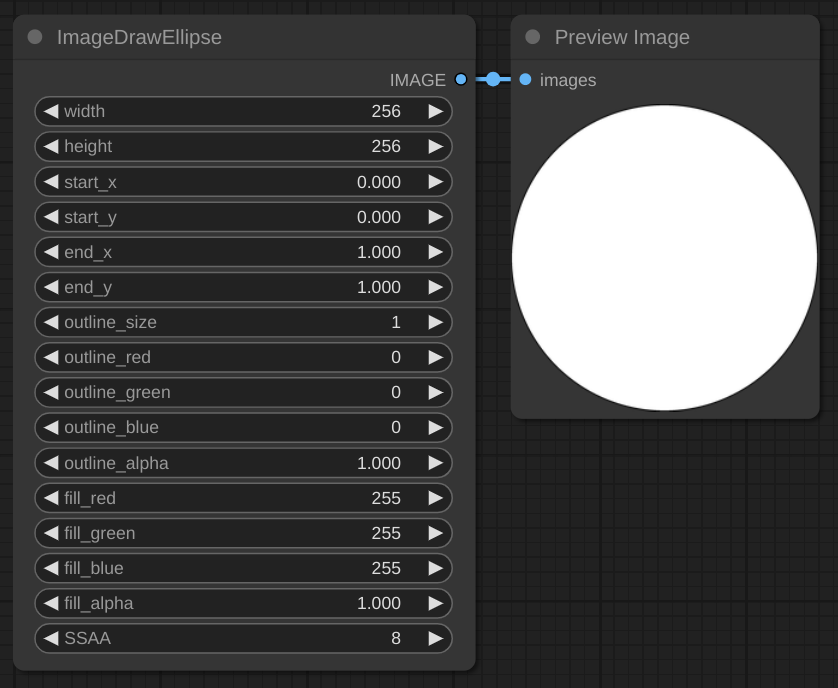 ImageDrawEllipse
IMAGE
width 256
height 256
start_x 0.000
start_y 0.000
end_x 1.000
end_y 1.000
outline_size 1
outline_red 0
outline_green 0
outline_blue 0
outline_alpha 1.000
fill_red 255
fill_green 255
fill_blue 255
fill_alpha 1.000
SSAA 8
Preview Image
images